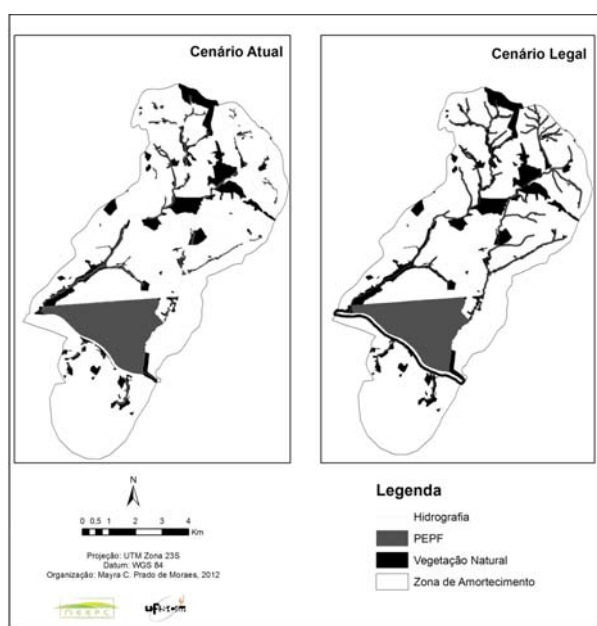 Cenário Atual
Cenário Legal
N
0 0,5 1 2 3 4
Km
Projeção: UTM Zona 23S
Datum: WGS 84
Organização: Mayra C. Prado de Moraes, 2012
Legenda
Hidrografia
PEPF
Vegetação Natural
Zona de Amortecimento